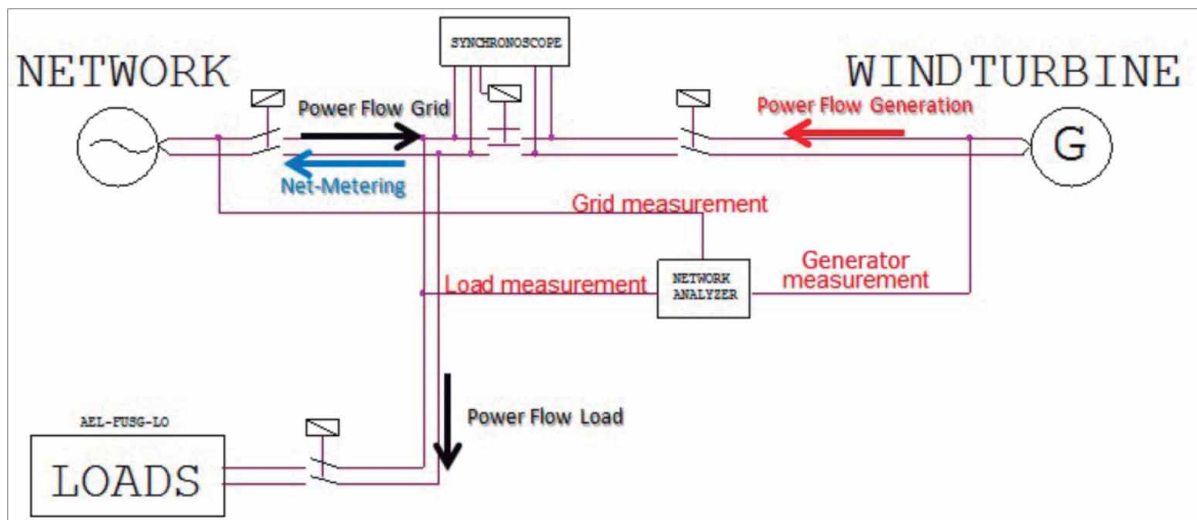 SYNCHRONOSCOPE
NETWORK
WINDTURBINE
Power Flow Grid
Power Flow Generation
G
Net-Metering
Grid measurement
Load measurement
NETWORK
ANALYZER
Generator
measurement
Power Flow Load
AEL-FUSG-LO
LOADS